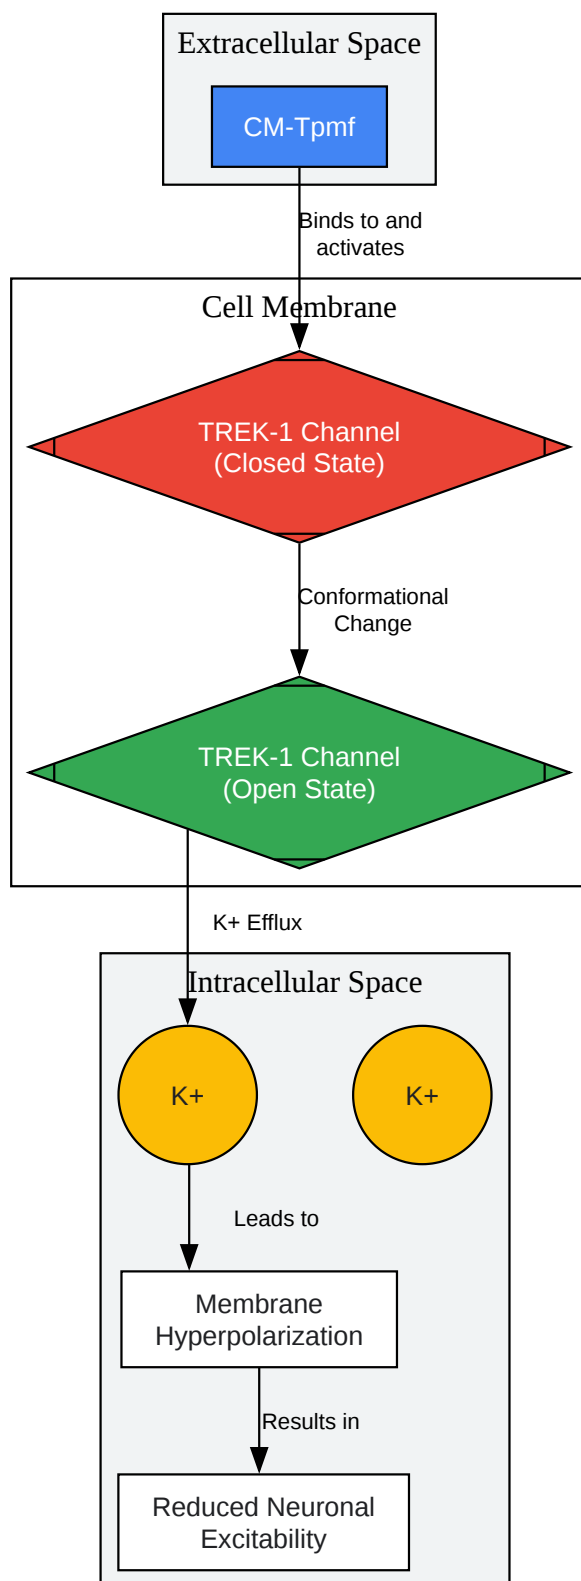 Extracellular Space
CM-Tpmf
Binds to and
activates
Cell Membrane
TREK-1 Channel
(Closed State)
Conformational
Change
TREK-1 Channel
(Open State)
K+ Efflux
Intracellular Space
K+
K+
Leads to
Membrane
Hyperpolarization
Results in
Reduced Neuronal
Excitability